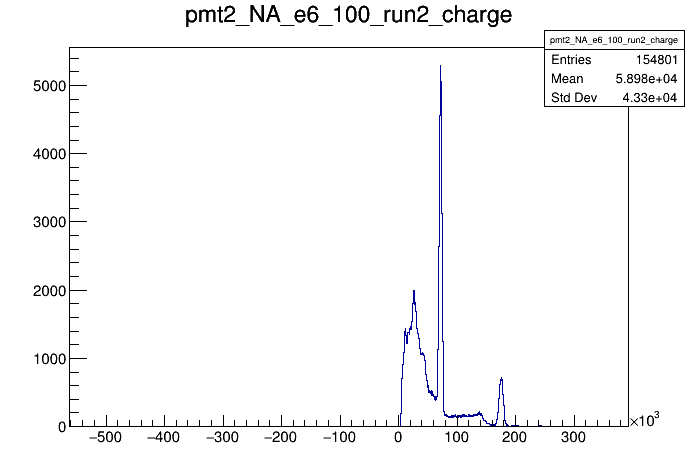 pmt2_NA_e6_100_run2_charge
pmt2_NA_e6_100_run2_charge
Entries 154801
Mean 5.898e+04
Std Dev 4.33e+04
5000
4000
3000
2000
1000
0
−500 −400 −300 −200 −100 0 100 200 300
×10³